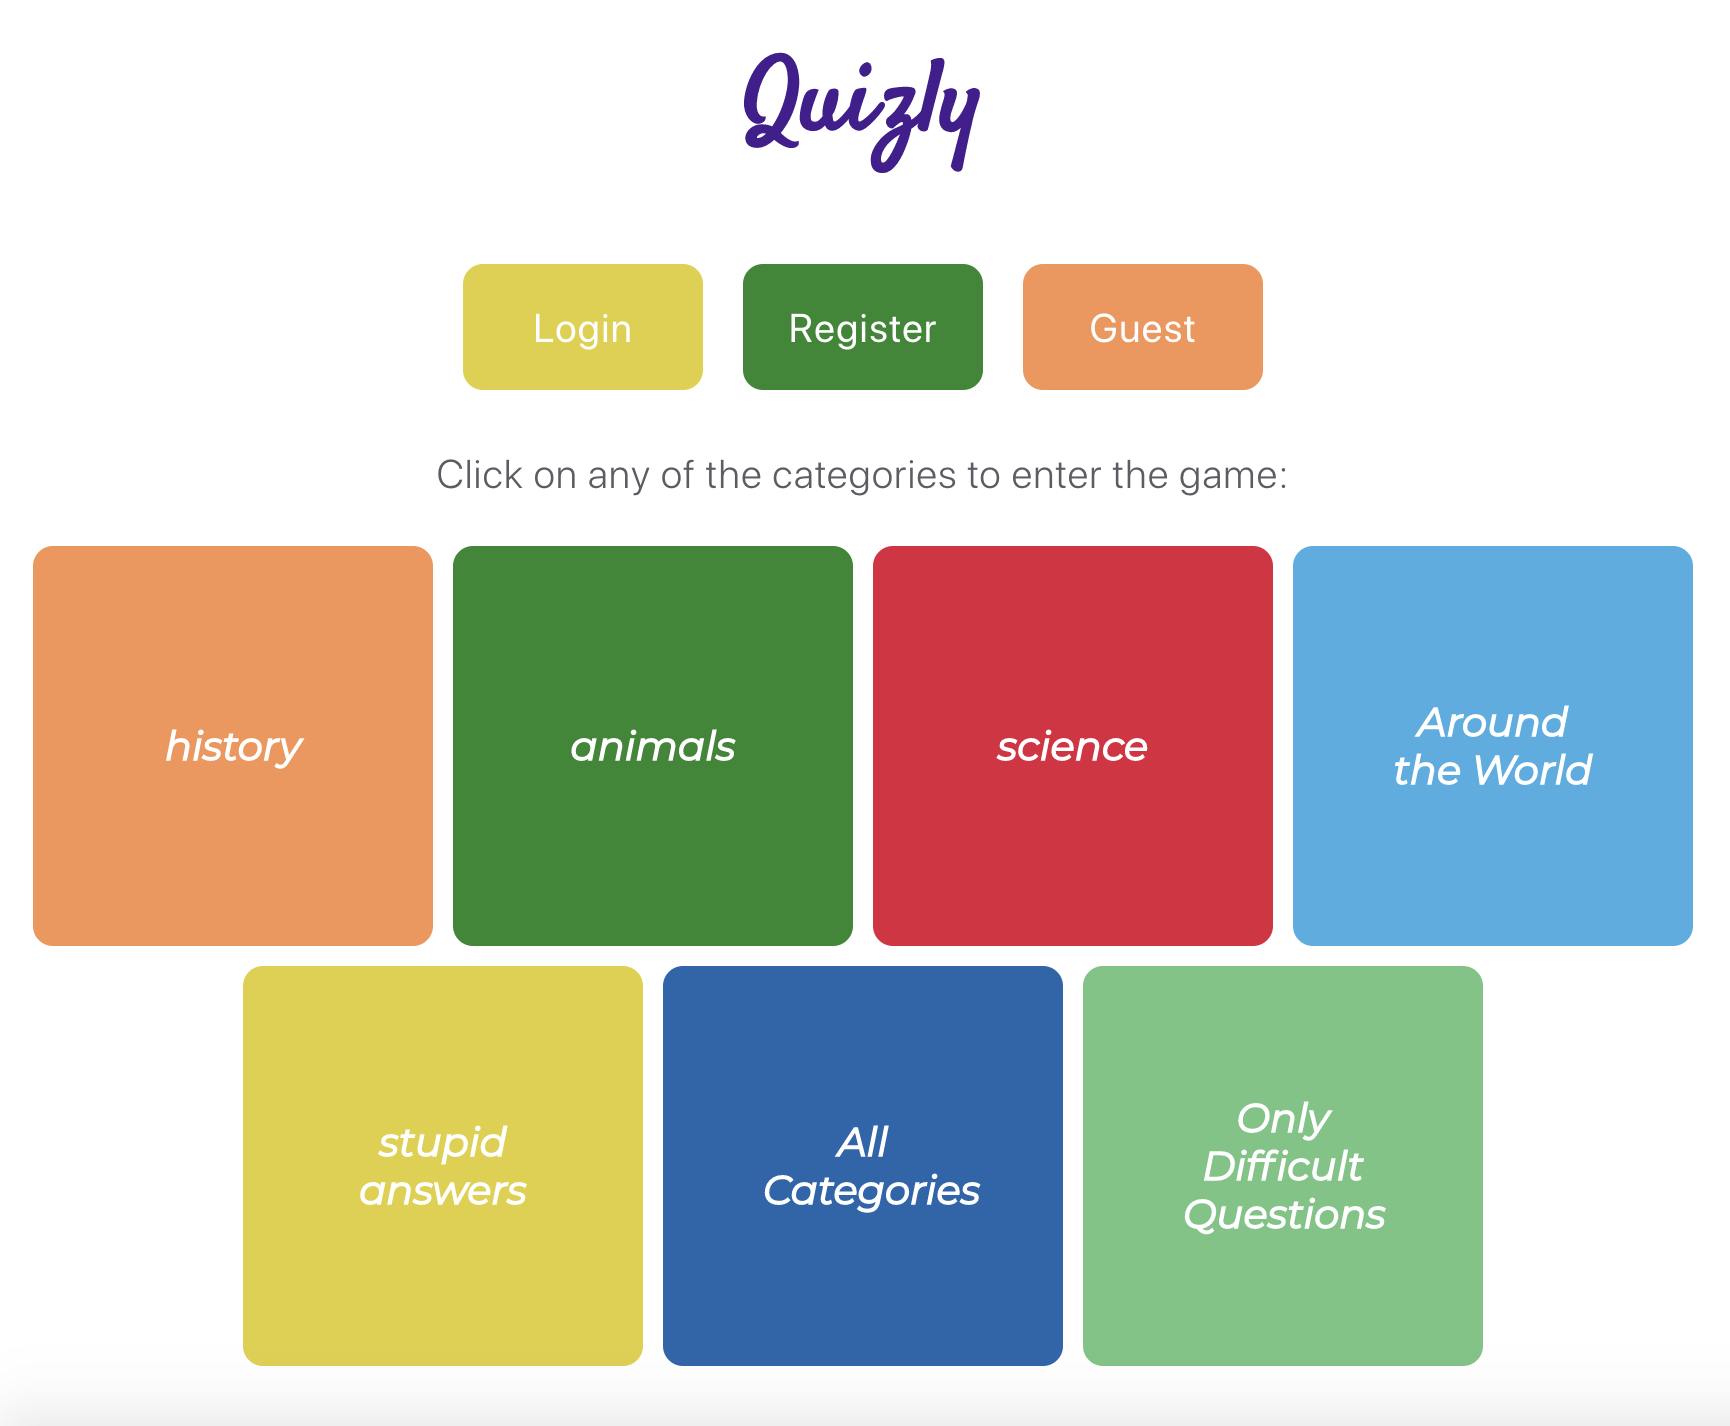 Quizly
Login
Register
Guest
Click on any of the categories to enter the game:
history
animals
science
Around
the World
stupid
answers
All
Categories
Only
Difficult
Questions